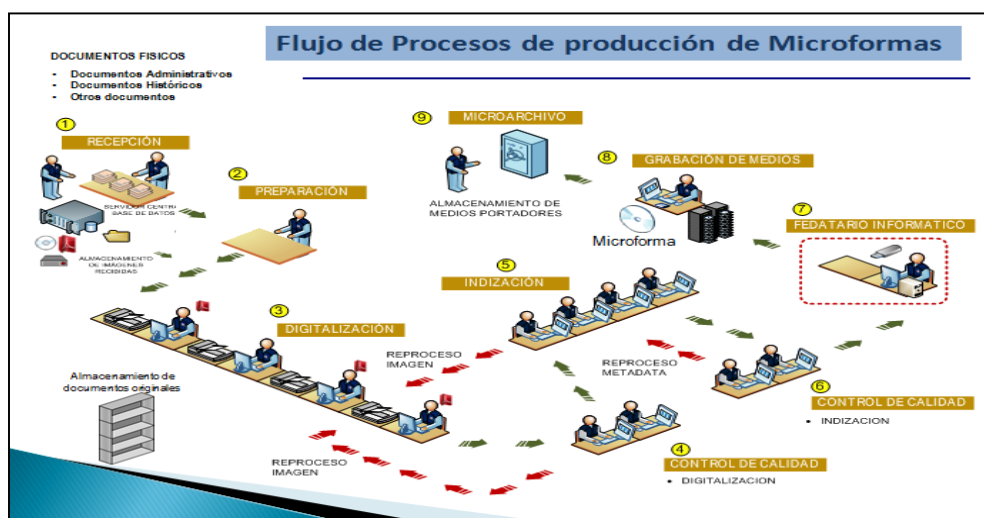 Flujo de Procesos de producción de Microformas
DOCUMENTOS FISICOS
• Documentos Administrativos
• Documentos Históricos
• Otros documentos
1
RECEPCIÓN
BASE DE DATOS
ALMACENAMIENTO
DE IMÁGENES
RECIBIDAS
2
PREPARACIÓN
3
DIGITALIZACIÓN
Almacenamiento de
documentos originales
REPROCESO
IMAGEN
REPROCESO
IMAGEN
4
CONTROL DE CALIDAD
• DIGITALIZACION
5
INDIZACIÓN
REPROCESO
METADATA
6
CONTROL DE CALIDAD
• INDIZACION
7
FEDATARIO INFORMATICO
8
GRABACIÓN DE MEDIOS
Microforma
9
MICROARCHIVO
ALMACENAMIENTO DE
MEDIOS PORTADORES